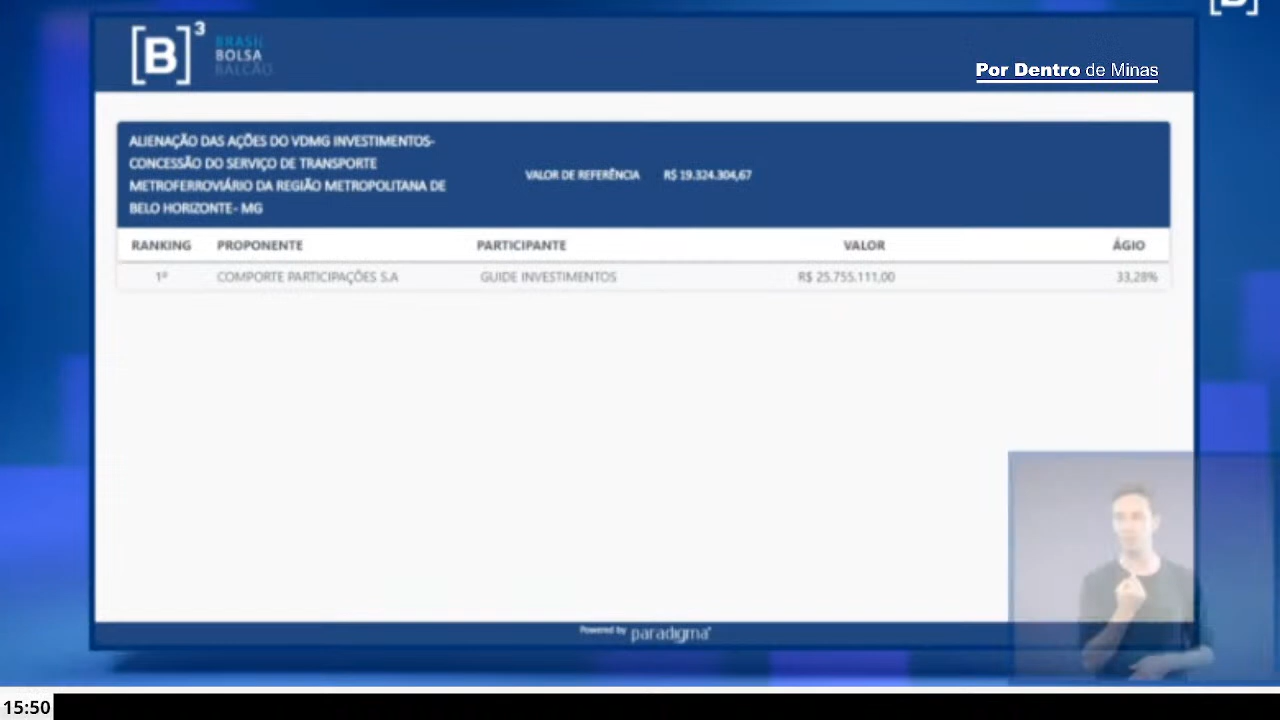 [B]³
BRASIL
BOLSA
BALCÃO
Por Dentro de Minas
ALIENAÇÃO DAS AÇÕES DO VDMG INVESTIMENTOS-
CONCESSÃO DO SERVIÇO DE TRANSPORTE
METROFERROVIÁRIO DA REGIÃO METROPOLITANA DE
BELO HORIZONTE- MG
VALOR DE REFERÊNCIA R$ 19.324.304,67
RANKING PROPONENTE PARTICIPANTE VALOR ÁGIO
1º COMPORTE PARTICIPAÇÕES S.A GUIDE INVESTIMENTOS R$ 25.755.111,00 33,28%
Powered by paradigma
15:50